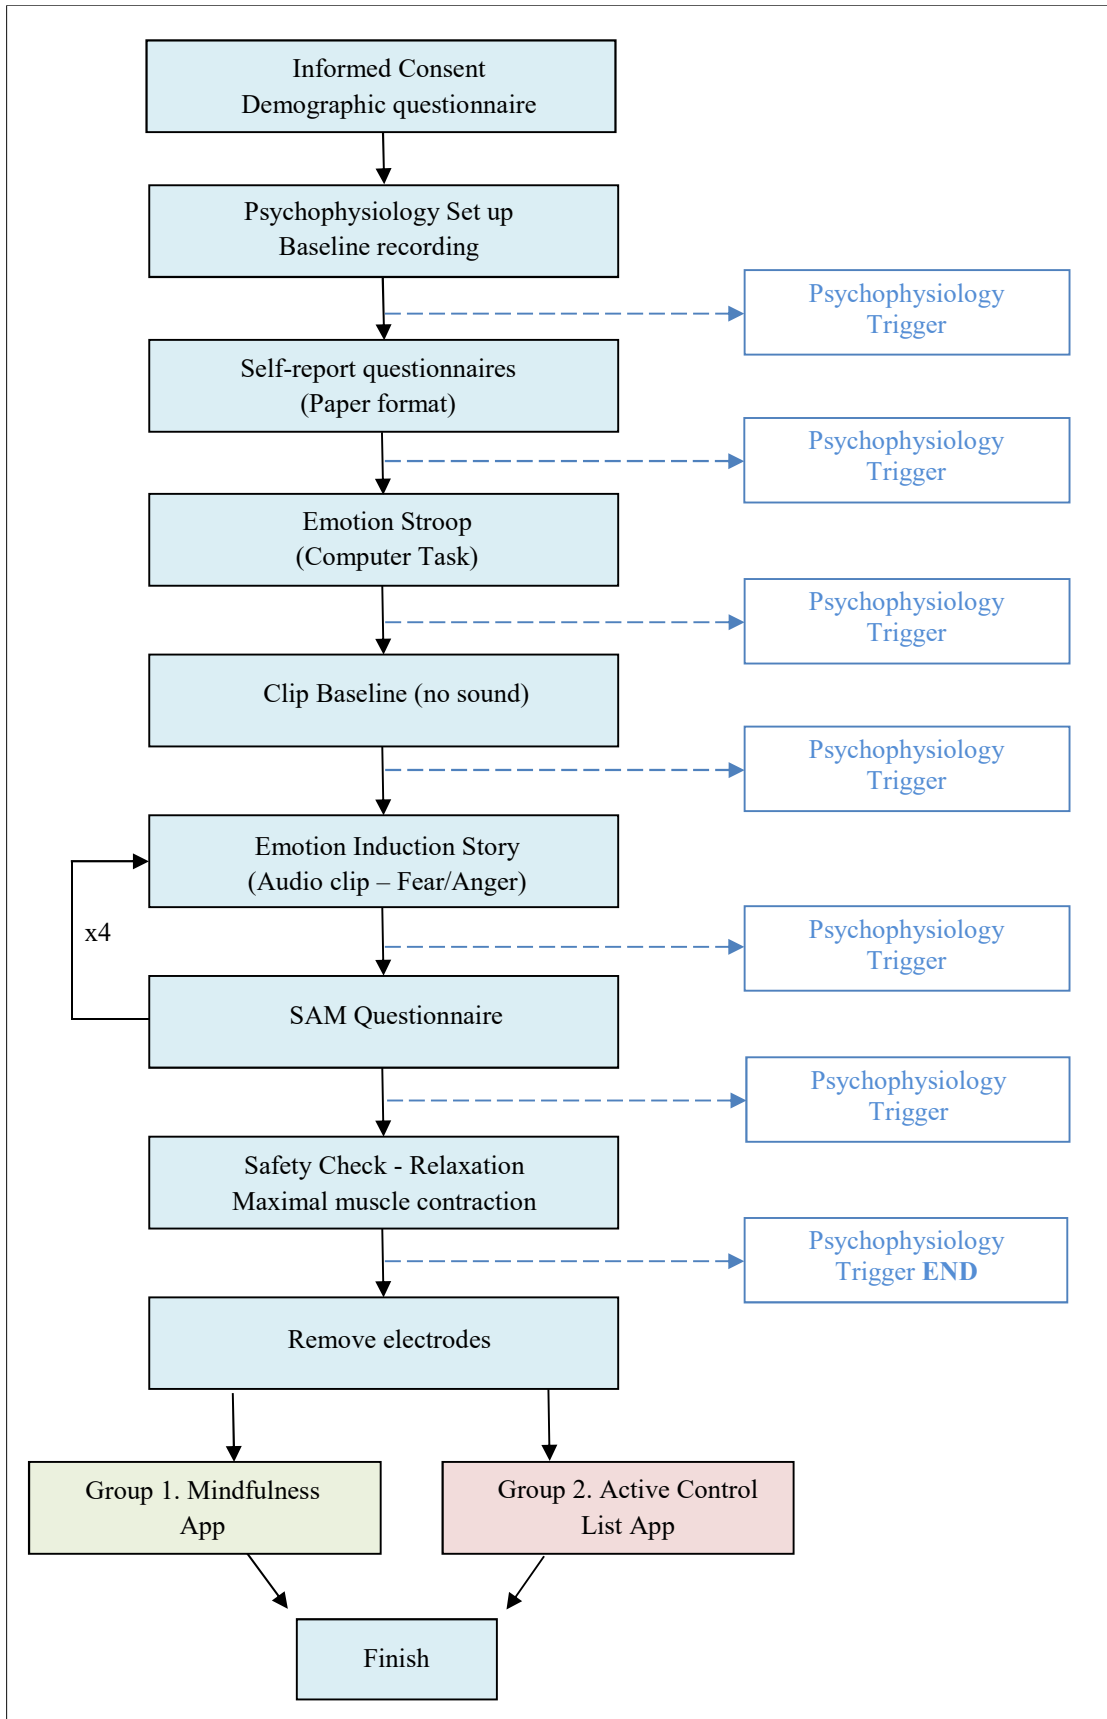 Informed Consent
Demographic questionnaire
Psychophysiology Set up
Baseline recording
Psychophysiology
Trigger
Self-report questionnaires
(Paper format)
Psychophysiology
Trigger
Emotion Stroop
(Computer Task)
Psychophysiology
Trigger
Clip Baseline (no sound)
Psychophysiology
Trigger
Emotion Induction Story
(Audio clip – Fear/Anger)
x4
Psychophysiology
Trigger
SAM Questionnaire
Psychophysiology
Trigger
Safety Check - Relaxation
Maximal muscle contraction
Psychophysiology
Trigger END
Remove electrodes
Group 1. Mindfulness
App
Group 2. Active Control
List App
Finish